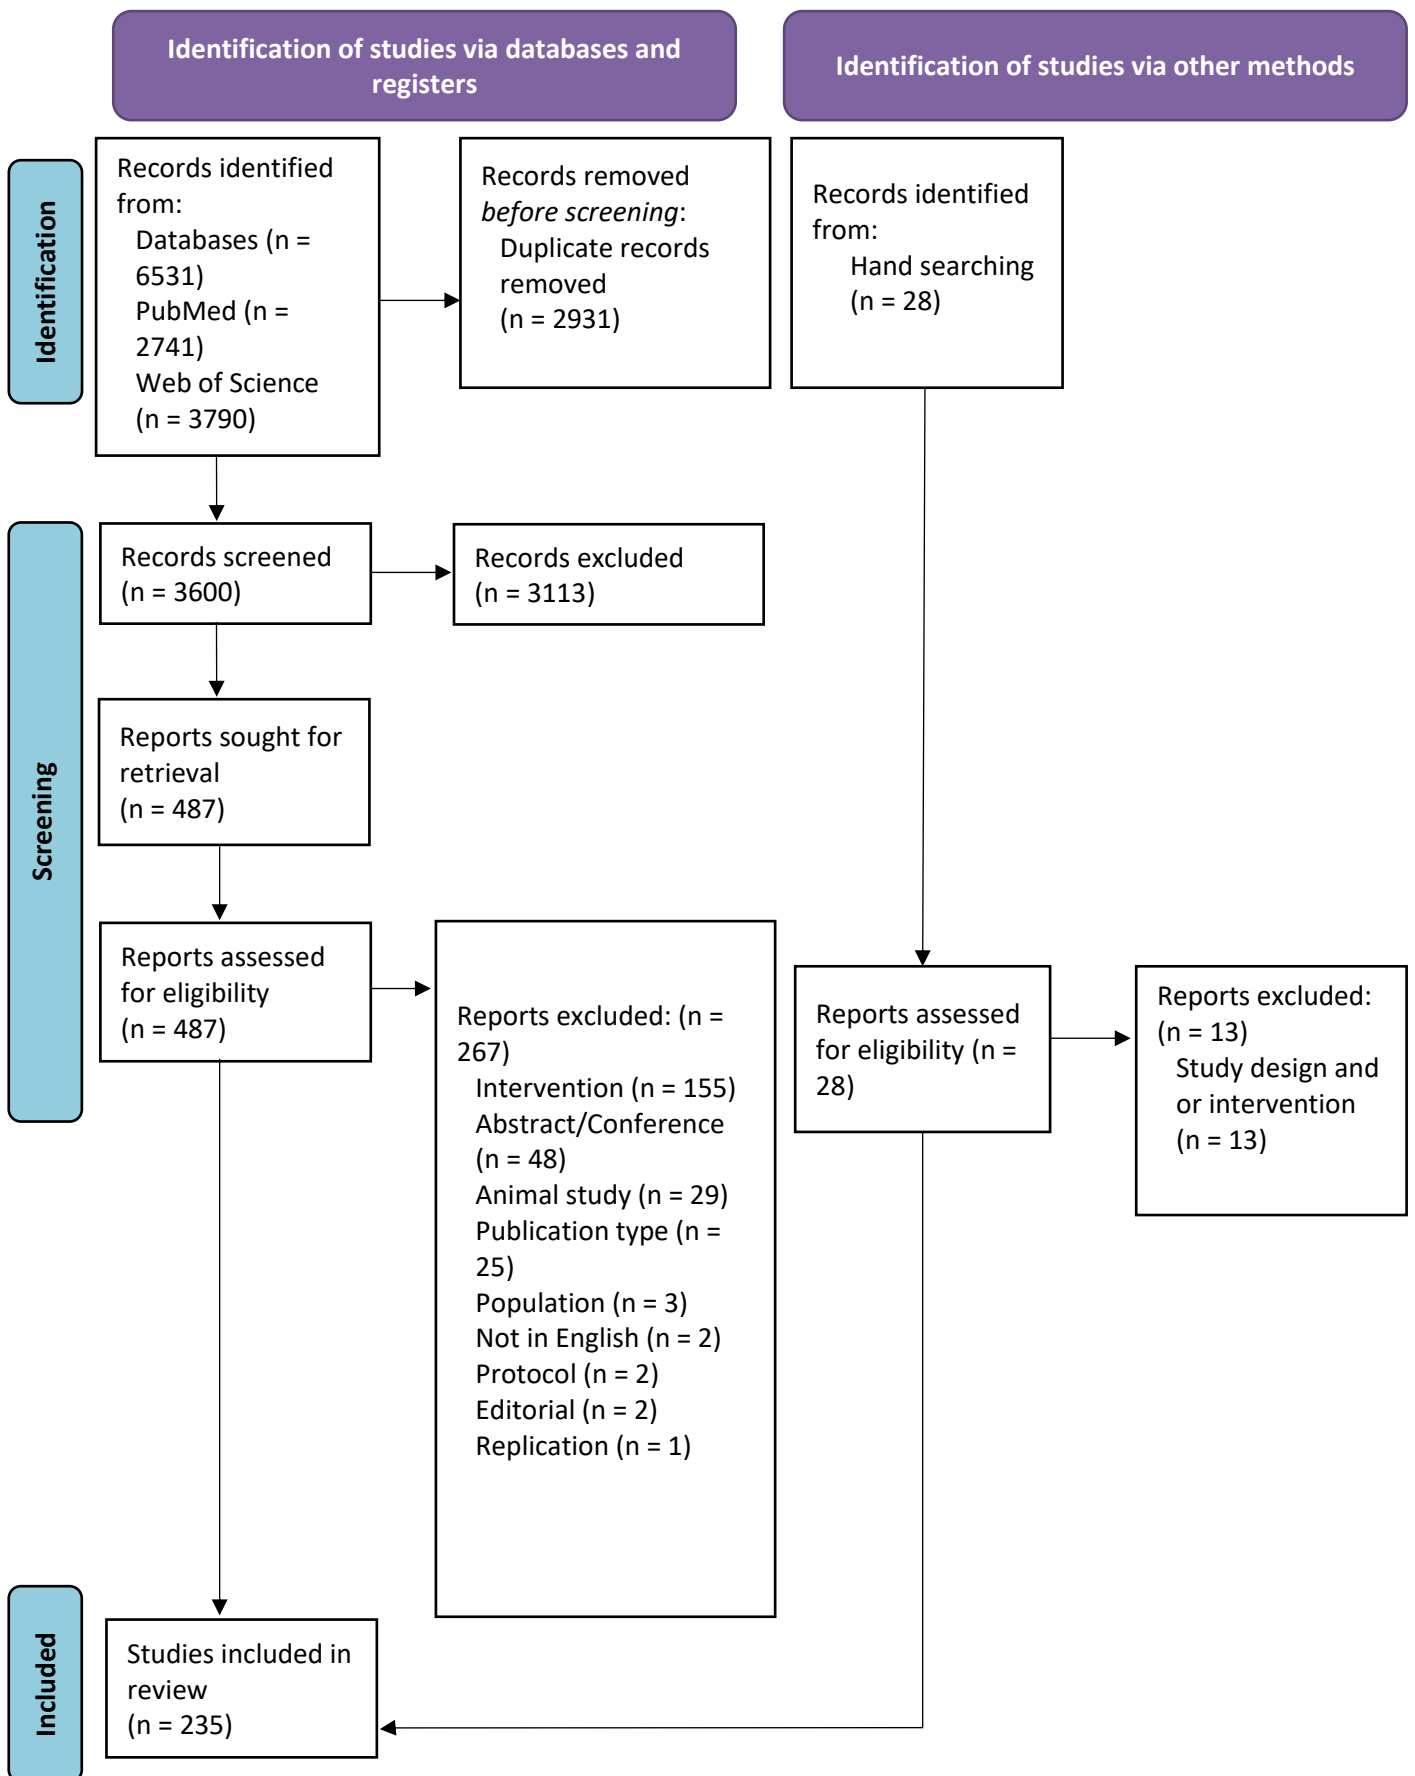 Identification of studies via databases and
registers
Identification of studies via other methods
Identification
Records identified
from:
Databases (n =
6531)
PubMed (n =
2741)
Web of Science
(n = 3790)
Records removed
before screening:
Duplicate records
removed
(n = 2931)
Records identified
from:
Hand searching
(n = 28)
Screening
Records screened
(n = 3600)
Records excluded
(n = 3113)
Reports sought for
retrieval
(n = 487)
Reports assessed
for eligibility
(n = 487)
Reports excluded: (n =
267)
Intervention (n = 155)
Abstract/Conference
(n = 48)
Animal study (n = 29)
Publication type (n =
25)
Population (n = 3)
Not in English (n = 2)
Protocol (n = 2)
Editorial (n = 2)
Replication (n = 1)
Reports assessed
for eligibility (n =
28)
Reports excluded:
(n = 13)
Study design and
or intervention
(n = 13)
Included
Studies included in
review
(n = 235)